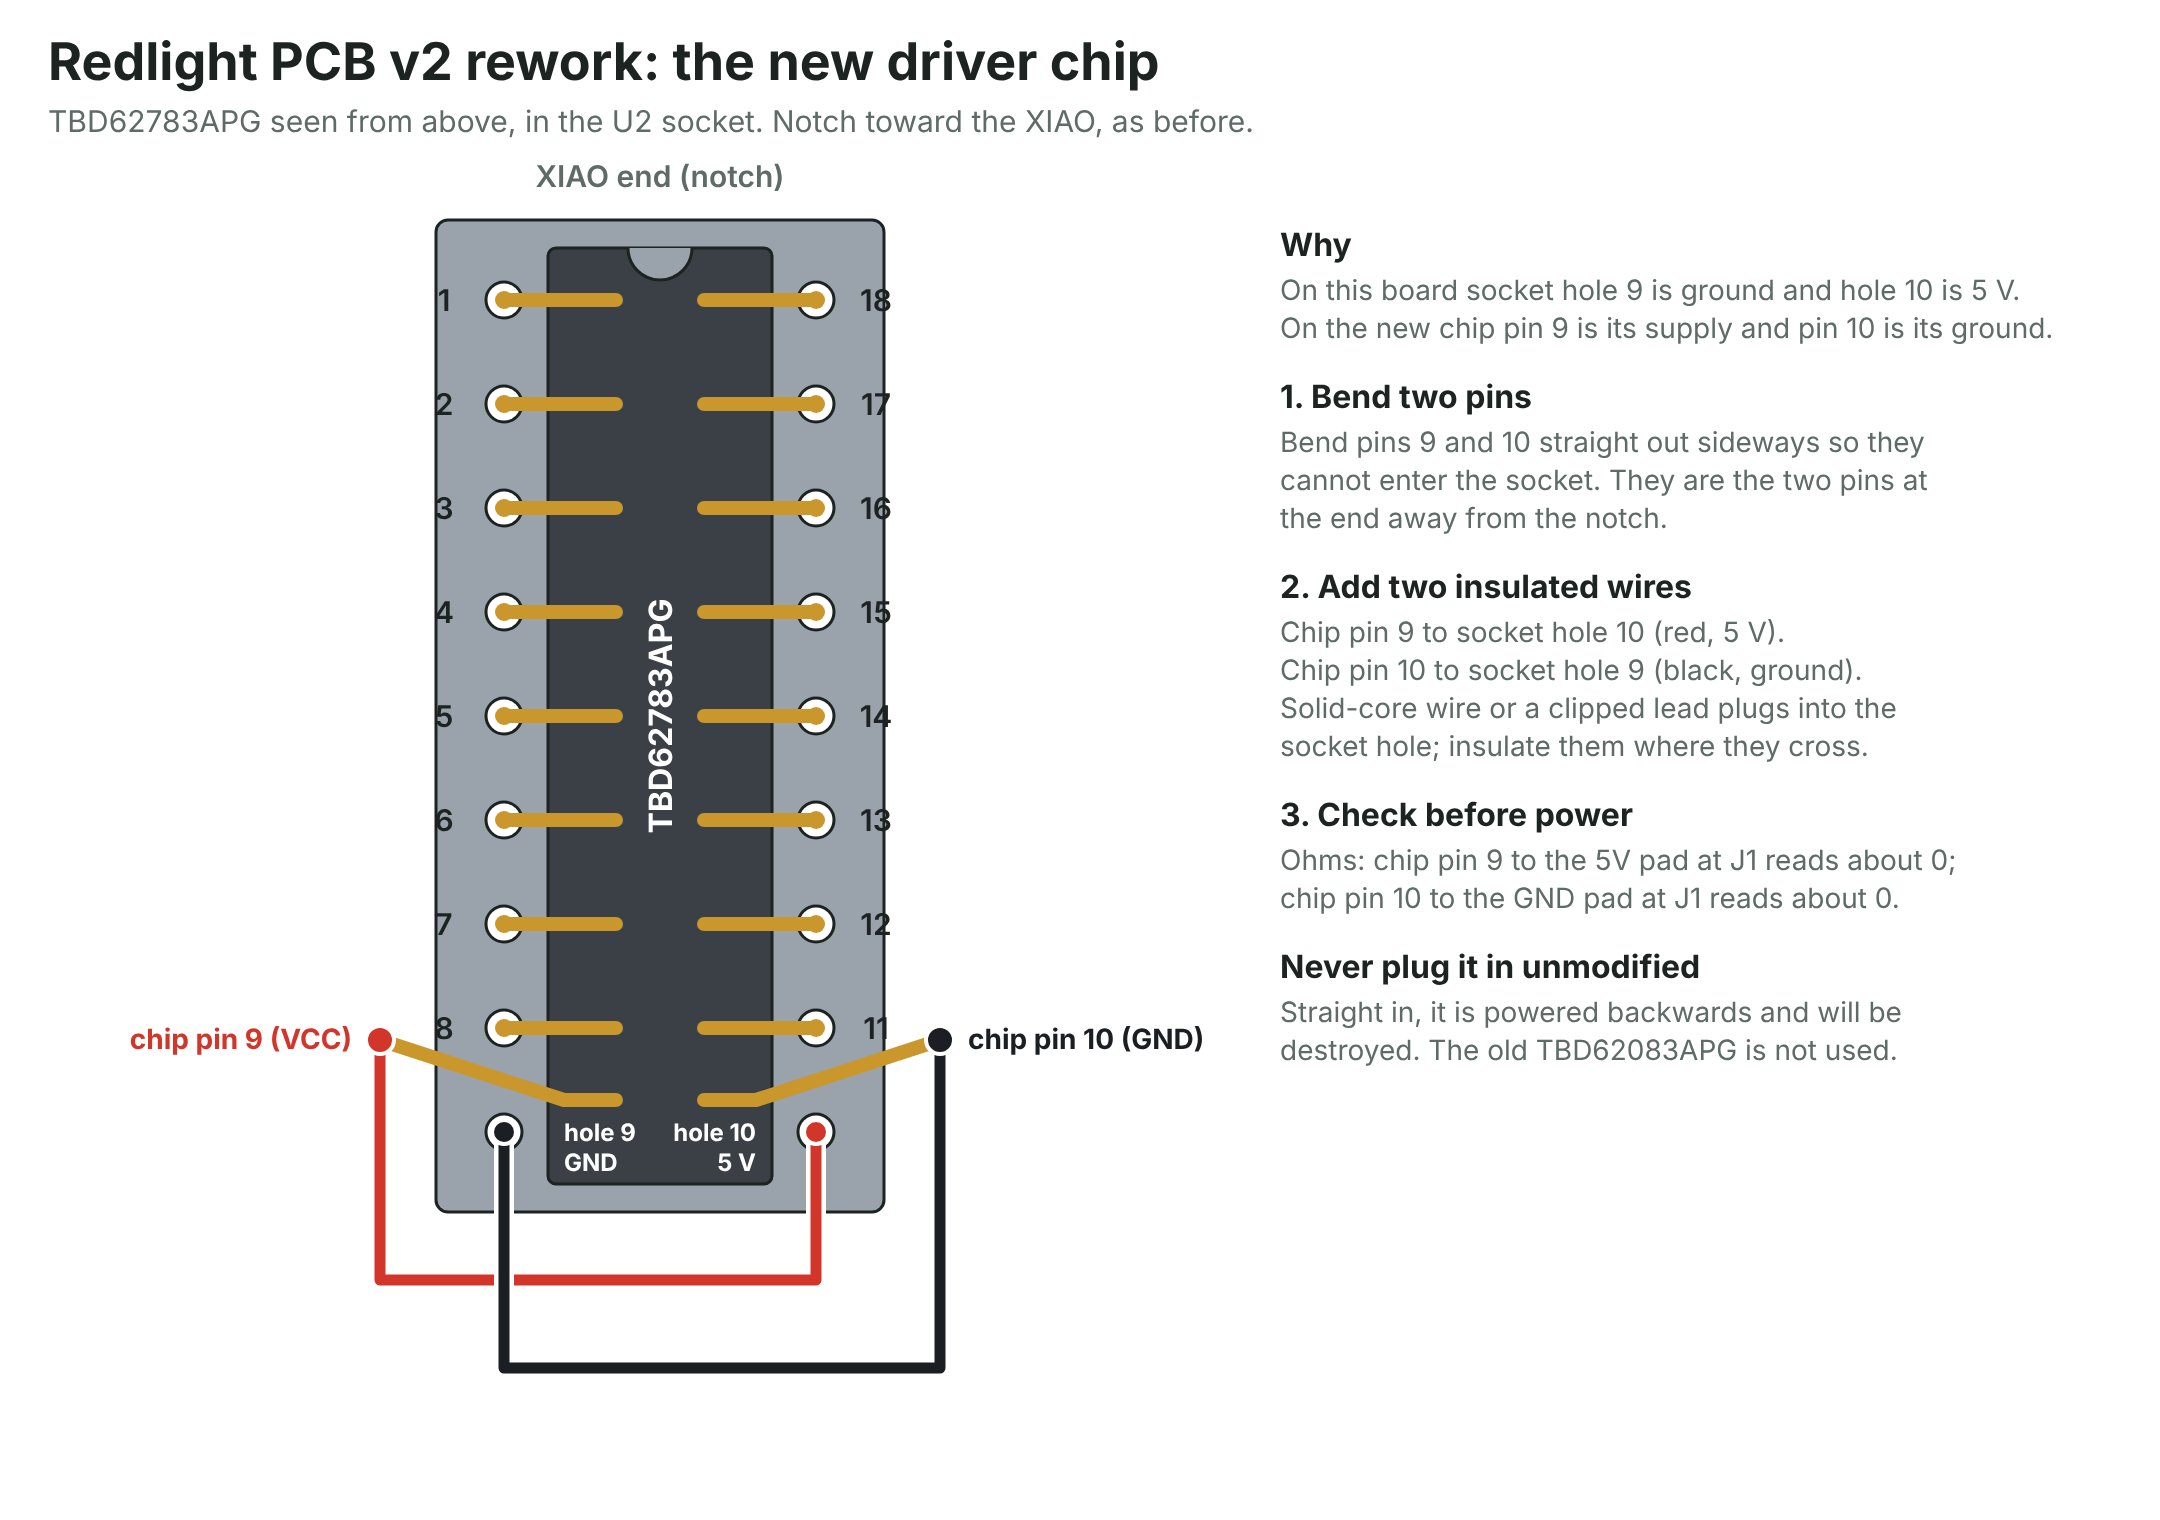 Redlight PCB v2 rework: the new driver chip
TBD62783APG seen from above, in the U2 socket. Notch toward the XIAO, as before.
XIAO end (notch)
1
18
2
17
3
16
4
15
5
14
6
13
7
12
8
11
TBD62783APG
chip pin 9 (VCC)
chip pin 10 (GND)
hole 9
GND
hole 10
5 V
Why
On this board socket hole 9 is ground and hole 10 is 5 V.
On the new chip pin 9 is its supply and pin 10 is its ground.
1. Bend two pins
Bend pins 9 and 10 straight out sideways so they
cannot enter the socket. They are the two pins at
the end away from the notch.
2. Add two insulated wires
Chip pin 9 to socket hole 10 (red, 5 V).
Chip pin 10 to socket hole 9 (black, ground).
Solid-core wire or a clipped lead plugs into the
socket hole; insulate them where they cross.
3. Check before power
Ohms: chip pin 9 to the 5V pad at J1 reads about 0;
chip pin 10 to the GND pad at J1 reads about 0.
Never plug it in unmodified
Straight in, it is powered backwards and will be
destroyed. The old TBD62083APG is not used.